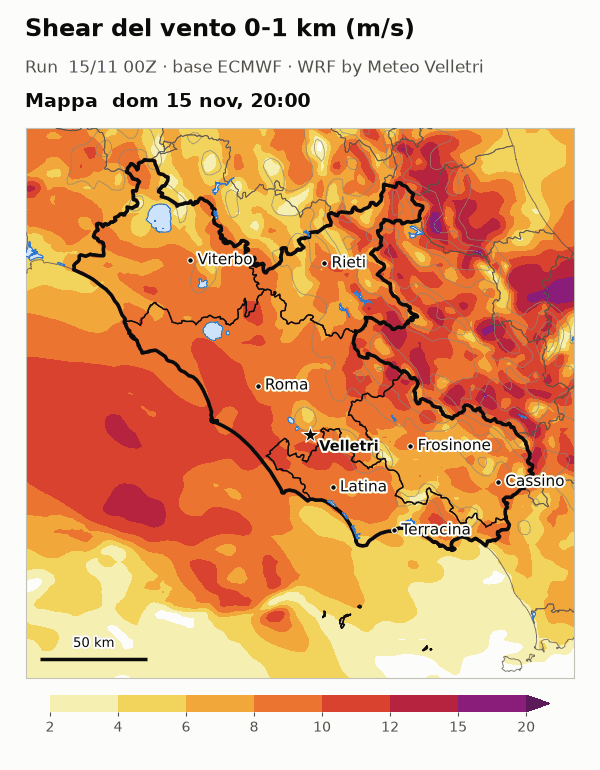 Shear del vento 0-1 km (m/s)
Run  15/11 00Z · base ECMWF · WRF by Meteo Velletri
Mappa  dom 15 nov, 20:00
Viterbo
Rieti
Roma
Velletri
Frosinone
Latina
Cassino
Terracina
50 km
2 4 6 8 10 12 15 20